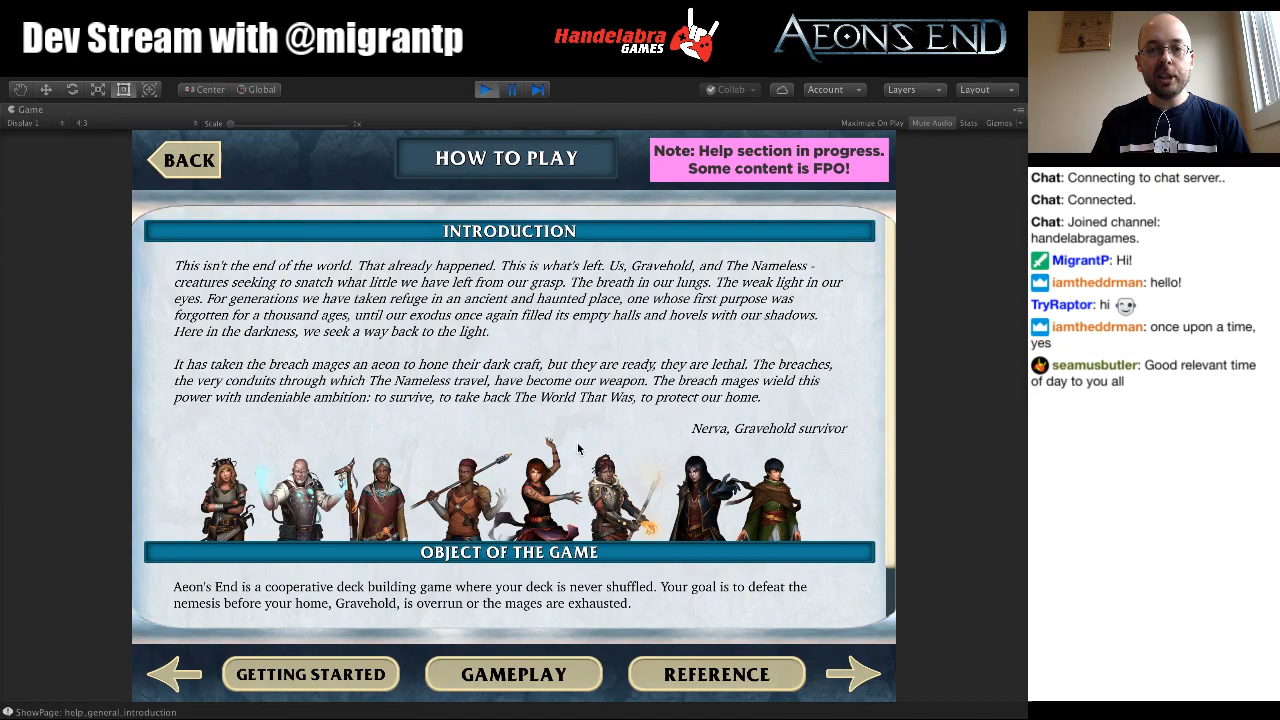 Dev Stream with @migrantp
Handelabra
GAMES
AEON'S END
Center
Global
Collab
Account
Layers
Layout
Game
Display 1
4:3
Scale
1x
Maximize On Play
Mute Audio
Stats
Gizmos
BACK
HOW TO PLAY
Note: Help section in progress.
Some content is FPO!
INTRODUCTION
This isn't the end of the world. That already happened. This is what's left. Us, Gravehold, and The Nameless -
creatures seeking to snatch what life we have left from our grasp. The breath in our lungs. The weak light in our
eyes. For generations we have taken refuge in an ancient and haunted place, one whose first purpose was
forgotten for a thousand years until our exodus once again filled its empty halls and hovels with our shadows.
Here in the darkness, we stave our way back to the light.
It has taken the breach mages an aeon to hone their dark craft, but they are ready, they are lethal. The breaches,
the very conduits through which The Nameless travel, have become our weapon. The breach mages wield this
power with undeniable ambition: to survive, to take back The World That Was, to protect our home.
Nerva, Gravehold survivor
OBJECT OF THE GAME
Aeon's End is a cooperative deck building game where your deck is never shuffled. Your goal is to defeat the
nemesis before your home, Gravehold, is overrun or the mages are exhausted.
GETTING STARTED
GAMEPLAY
REFERENCE
ShowPage: help_general_introduction
Chat: Connecting to chat server..
Chat: Connected.
Chat: Joined channel:
handelabragames.
MigrantP: Hi!
iamtheddrman: hello!
TryRaptor: hi
iamtheddrman: once upon a time,
yes
seamusbutler: Good relevant time
of day to you all